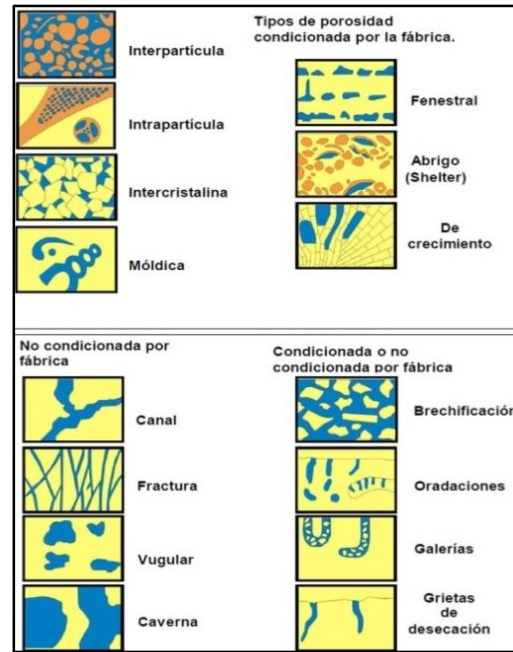 Tipos de porosidad
condicionada por la fábrica.
Interpartícula
Intrapartícula
Intercristalina
Móldica
Fenestral
Abrigo
(Shelter)
De
crecimiento
No condicionada por
fábrica
Canal
Fractura
Vugular
Caverna
Condicionada o no
condicionada por fábrica
Brechificación
Oradaciones
Galerías
Grietas
de
desecación